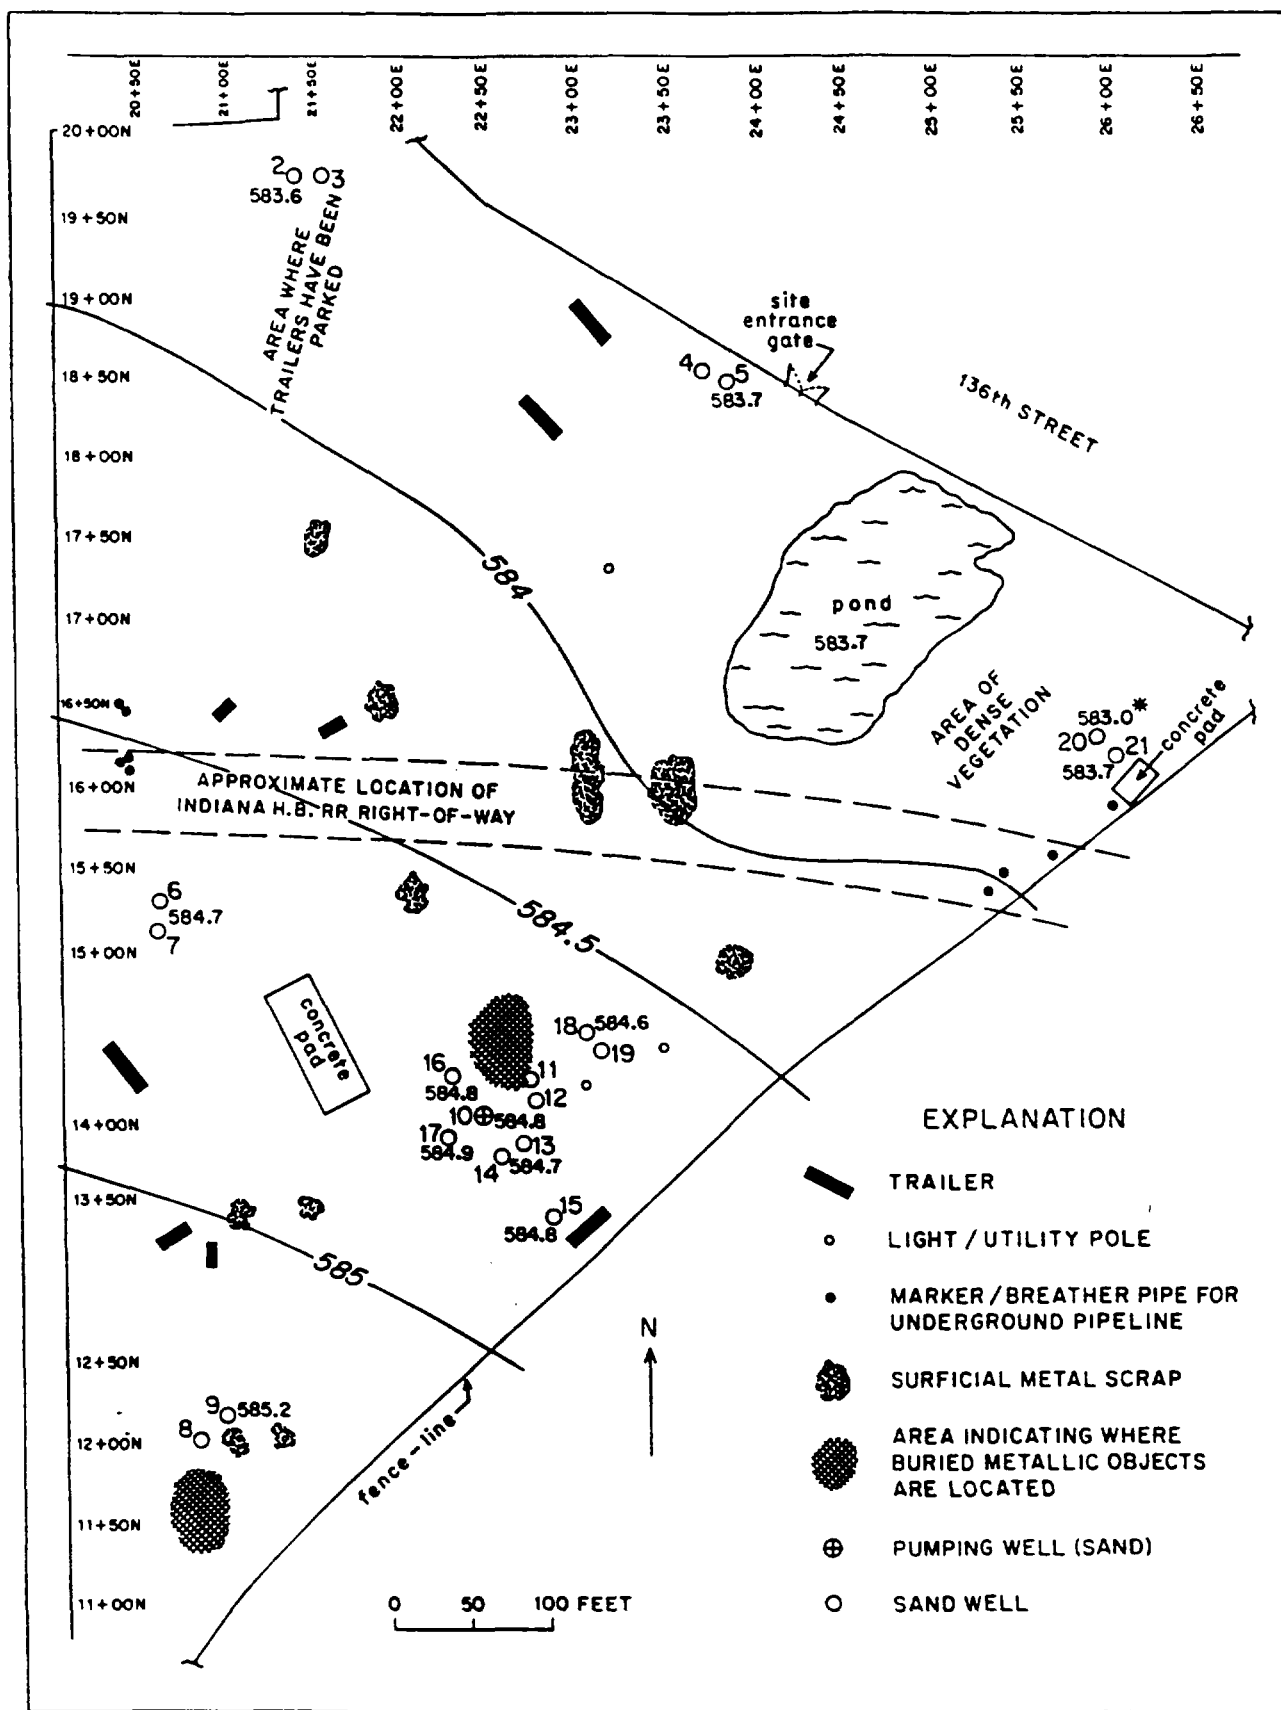 20+50E
21+00E
21+50E
22+00E
22+50E
23+00E
23+50E
24+00E
24+50E
25+00E
25+50E
26+00E
26+50E
20+00N
19+50N
19+00N
18+50N
18+00N
17+50N
17+00N
16+50N
16+00N
15+50N
15+00N
14+00N
13+50N
12+50N
12+00N
11+50N
11+00N
2
583.6
3
AREA WHERE
TRAILERS HAVE BEEN
PARKED
site
entrance
gate
4
5
583.7
136th STREET
584
pond
583.7
AREA OF
DENSE
VEGETATION
583.0*
20
21
583.7
concrete
pad
APPROXIMATE LOCATION OF
INDIANA H.B. RR RIGHT-OF-WAY
6
584.7
7
584.5
concrete
pad
18
584.6
19
16
584.8
11
12
10
584.8
17
584.9
13
14
584.7
15
584.8
585
9
585.2
8
fence-line
N
0 50 100 FEET
EXPLANATION
TRAILER
LIGHT / UTILITY POLE
MARKER/BREATHER PIPE FOR
UNDERGROUND PIPELINE
SURFICIAL METAL SCRAP
AREA INDICATING WHERE
BURIED METALLIC OBJECTS
ARE LOCATED
PUMPING WELL (SAND)
SAND WELL